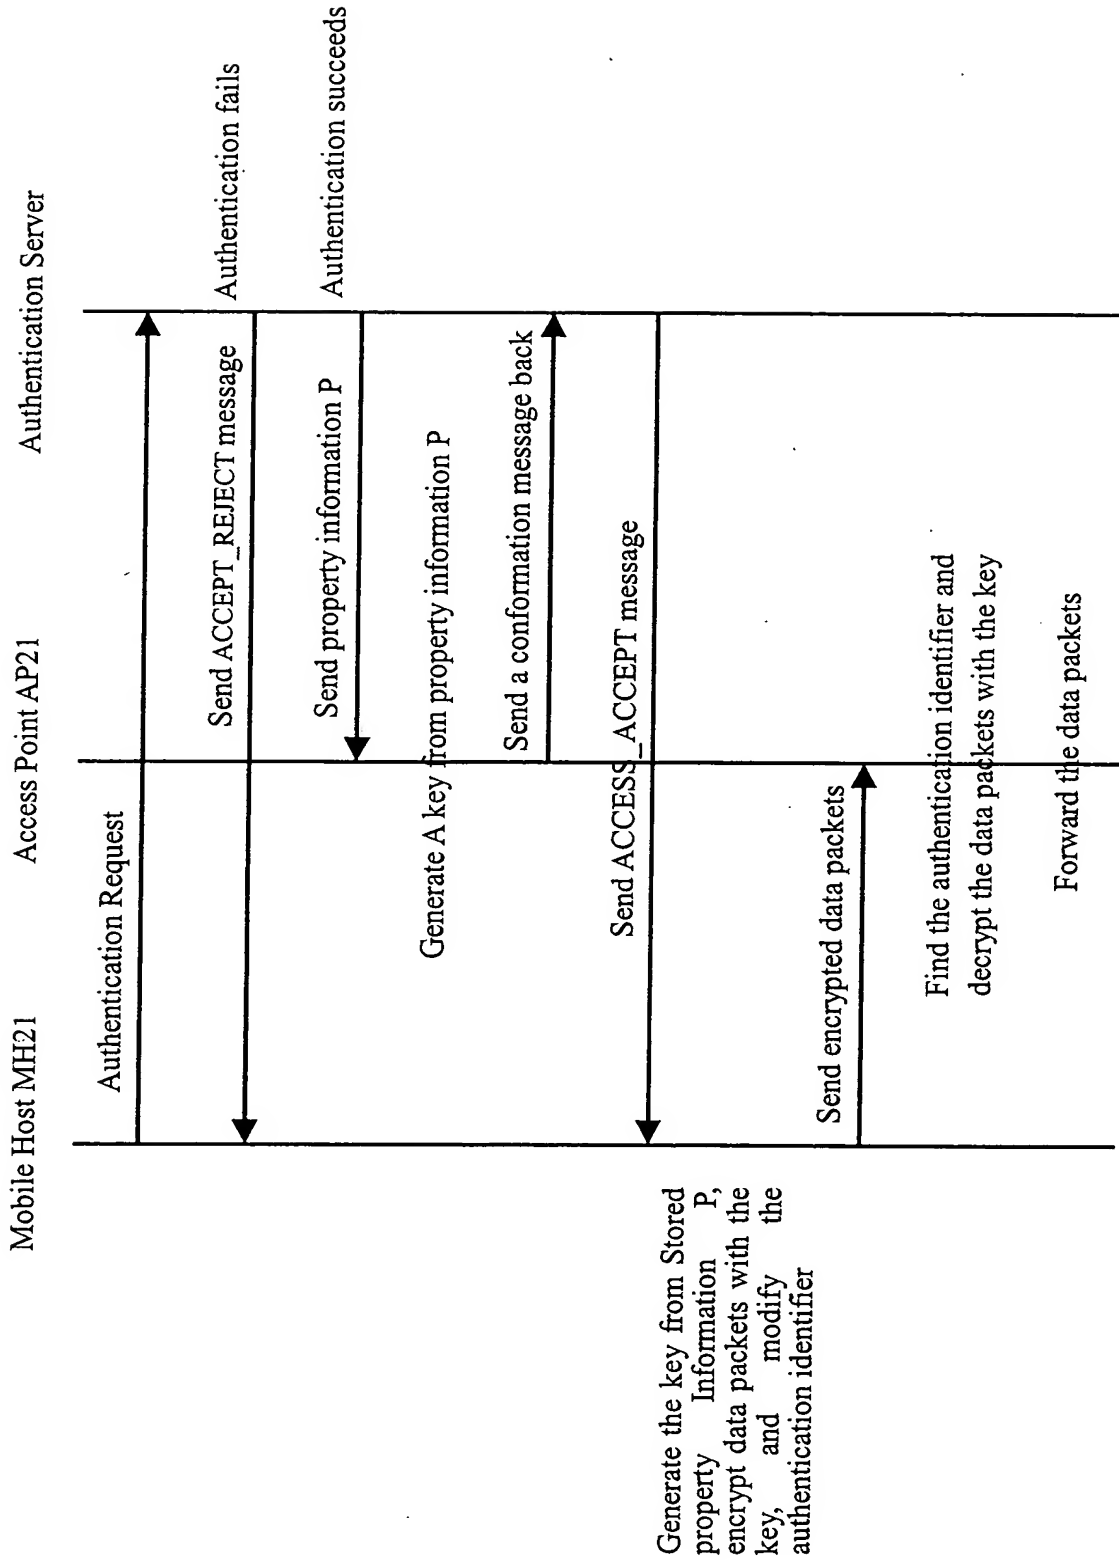 Mobile Host MH21
Access Point AP21
Authentication Server
Authentication Request
Authentication fails
Send ACCEPT_REJECT message
Authentication succeeds
Send property information P
Generate A key from property information P
Send a conformation message back
Send ACCESS_ACCEPT message
Generate the key from Stored
property Information P,
encrypt data packets with the
key, and modify the
authentication identifier
Send encrypted data packets
Find the authentication identifier and
decrypt the data packets with the key
Forward the data packets